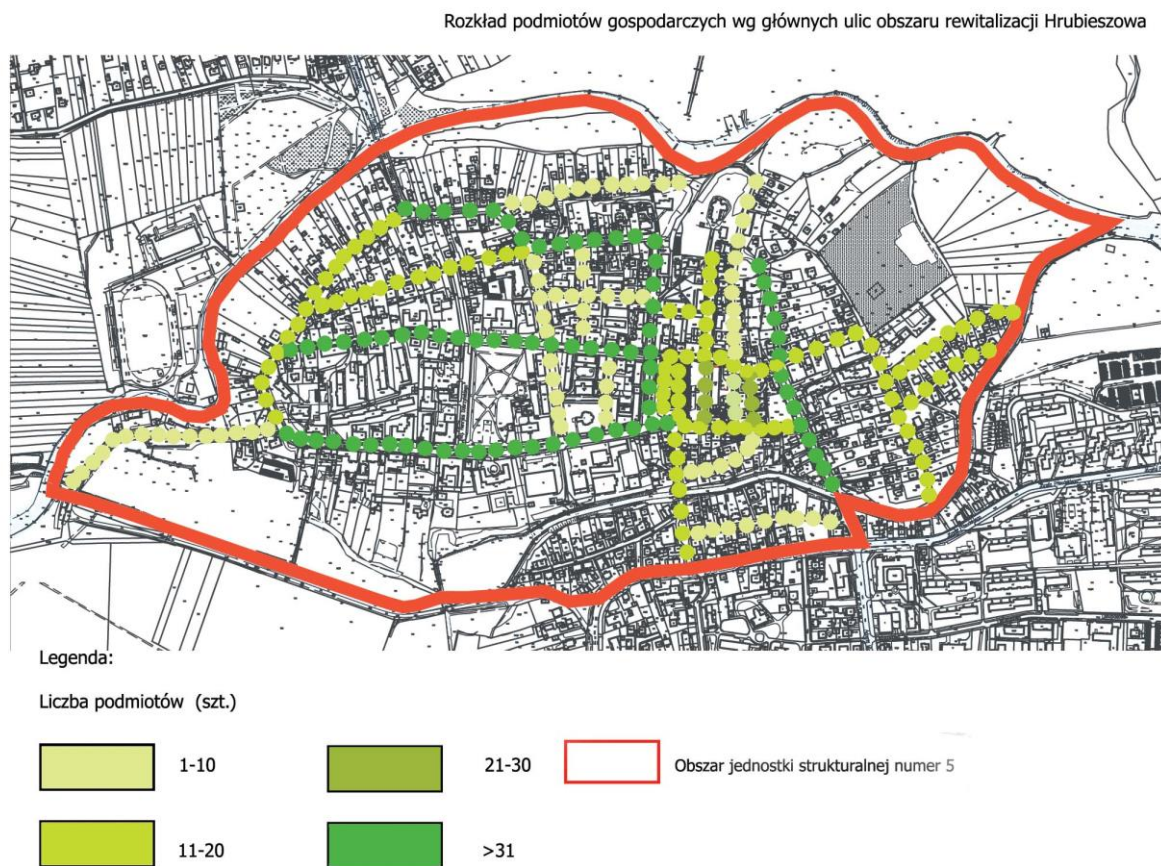 Rozkład podmiotów gospodarczych wg głównych ulic obszaru rewitalizacji Hrubieszowa
Legenda:
Liczba podmiotów (szt.)
1-10
21-30
Obszar jednostki strukturalnej numer 5
11-20
>31